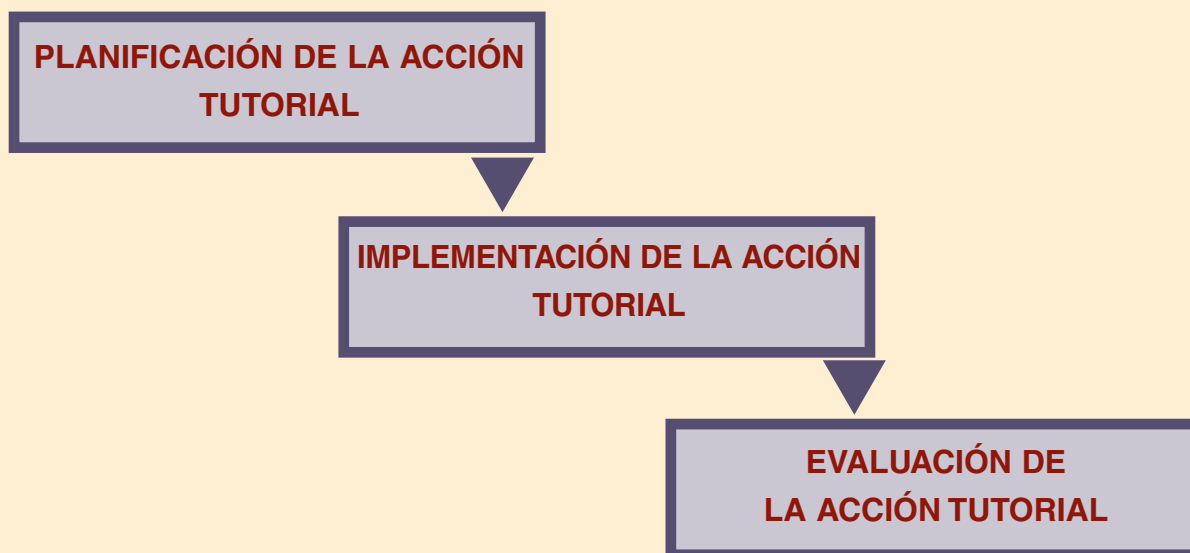 PLANIFICACIÓN DE LA ACCIÓN
TUTORIAL
IMPLEMENTACIÓN DE LA ACCIÓN
TUTORIAL
EVALUACIÓN DE
LA ACCIÓN TUTORIAL